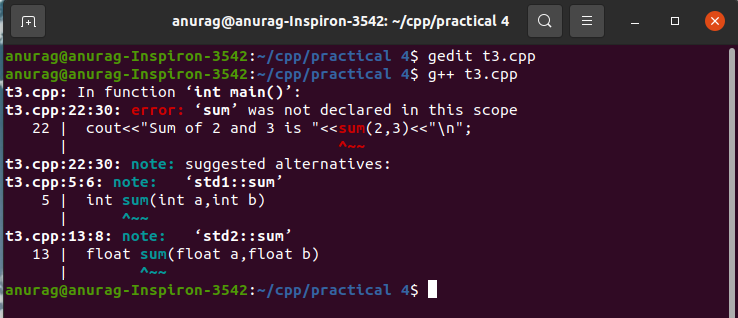 anurag@anurag-Inspiron-3542: ~/cpp/practical 4
anurag@anurag-Inspiron-3542:~/cpp/practical 4$ gedit t3.cpp
anurag@anurag-Inspiron-3542:~/cpp/practical 4$ g++ t3.cpp
t3.cpp: In function ‘int main()’:
t3.cpp:22:30: error: ‘sum’ was not declared in this scope
   22 |  cout<<"Sum of 2 and 3 is "<<sum(2,3)<<"\n";
      |                              ^~~
t3.cpp:22:30: note: suggested alternatives:
t3.cpp:5:6: note:   ‘std1::sum’
    5 |  int sum(int a,int b)
      |      ^~~
t3.cpp:13:8: note:   ‘std2::sum’
   13 |  float sum(float a,float b)
      |        ^~~
anurag@anurag-Inspiron-3542:~/cpp/practical 4$